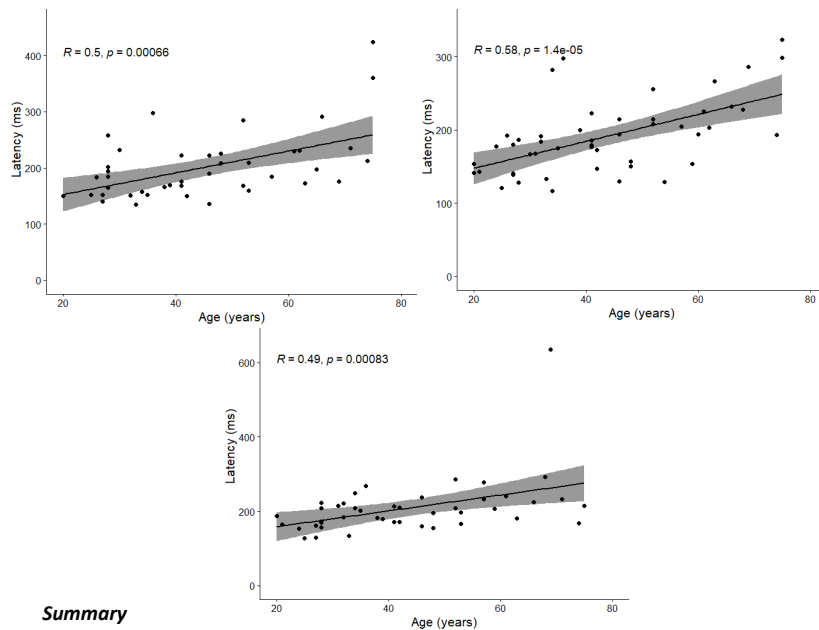 R = 0.5, p = 0.00066
400
300
200
100
0
Latency (ms)
20
40
60
80
Age (years)
R = 0.58, p = 1.4e-05
300
200
100
0
Latency (ms)
20
40
60
80
Age (years)
R = 0.49, p = 0.00083
600
400
200
0
Latency (ms)
20
40
60
80
Age (years)
Summary